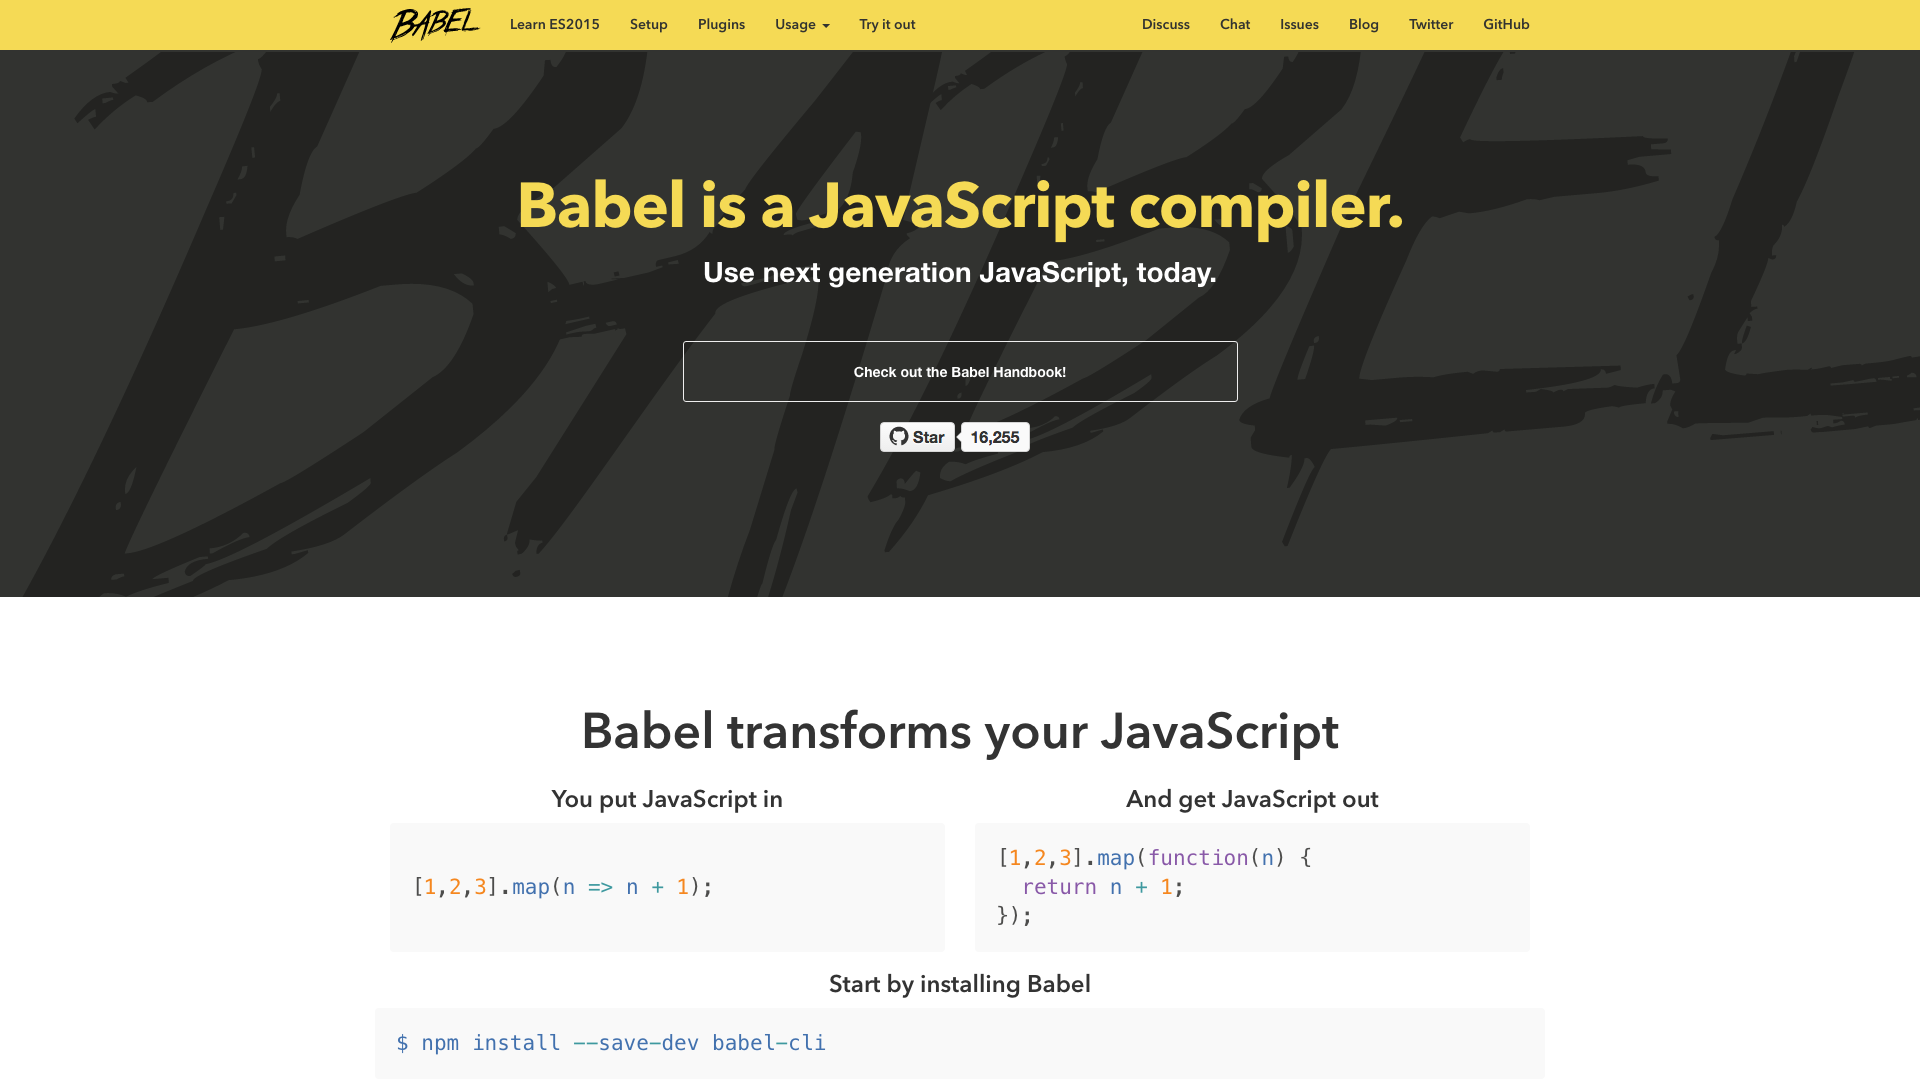 BABEL Learn ES2015 Setup Plugins Usage Try it out Discuss Chat Issues Blog Twitter GitHub
BABEL
Babel is a JavaScript compiler.
Use next generation JavaScript, today.
Check out the Babel Handbook!
Star 16,255
Babel transforms your JavaScript
You put JavaScript in
[1,2,3].map(n => n + 1);
And get JavaScript out
[1,2,3].map(function(n) {
  return n + 1;
});
Start by installing Babel
$ npm install --save-dev babel-cli